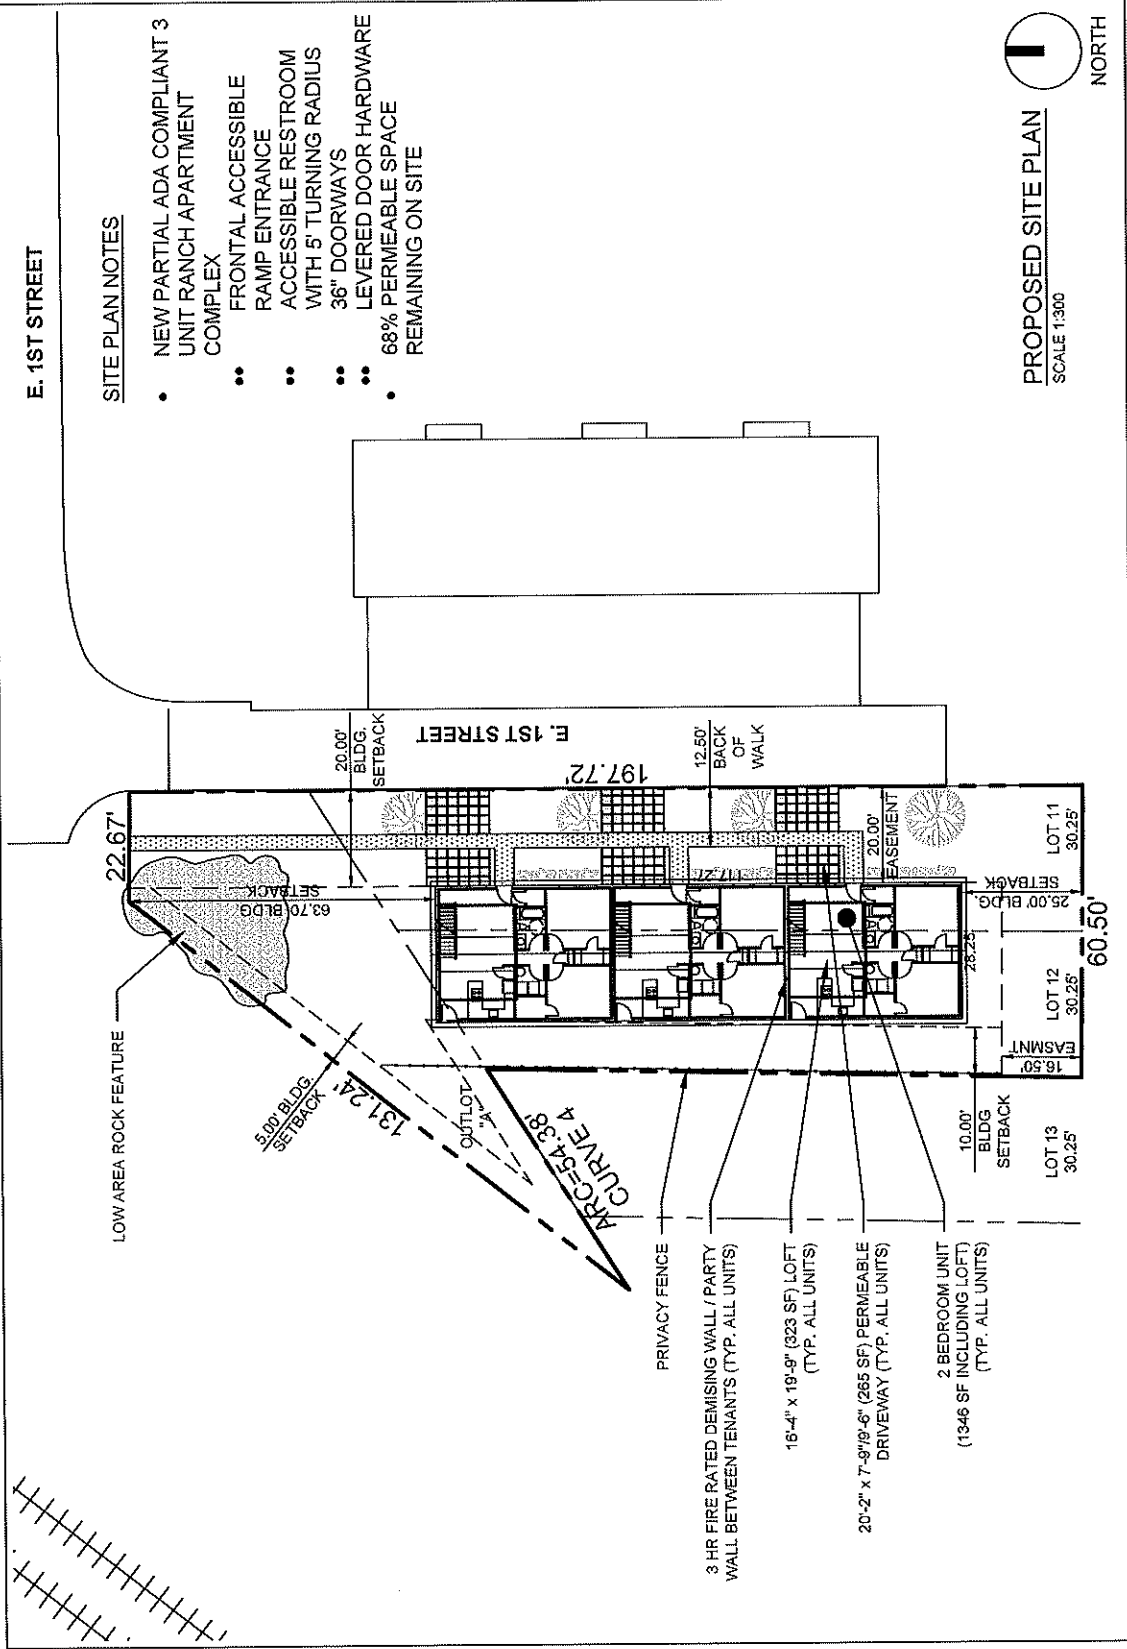 E. 1ST STREET
SITE PLAN NOTES
• NEW PARTIAL ADA COMPLIANT 3
UNIT RANCH APARTMENT
COMPLEX
•• FRONTAL ACCESSIBLE
RAMP ENTRANCE
•• ACCESSIBLE RESTROOM
WITH 5' TURNING RADIUS
•• 36" DOORWAYS
•• LEVERED DOOR HARDWARE
• 68% PERMEABLE SPACE
REMAINING ON SITE
PROPOSED SITE PLAN
SCALE 1:300
NORTH
E. 1ST STREET
20.00'
BLDG.
SETBACK
197.72'
12.50'
BACK
OF
WALK
22.67'
63.70 BLDG
SETBACK
117.27
20.00'
EASEMENT
25.00' BLDG.
SETBACK
28.25
LOT 11
30.25'
60.50'
LOT 12
30.25'
16.50'
EASMNT
10.00'
BLDG
SETBACK
LOT 13
30.25'
LOW AREA ROCK FEATURE
5.00' BLDG.
SETBACK
131.24'
OUTLOT
"A"
ARC=54.38'
CURVE 4
PRIVACY FENCE
3 HR FIRE RATED DEMISING WALL / PARTY
WALL BETWEEN TENANTS (TYP. ALL UNITS)
16'-4" x 19'-9" (323 SF) LOFT
(TYP. ALL UNITS)
20'-2" x 7'-9"/9'-6" (265 SF) PERMEABLE
DRIVEWAY (TYP. ALL UNITS)
2 BEDROOM UNIT
(1346 SF INCLUDING LOFT)
(TYP. ALL UNITS)